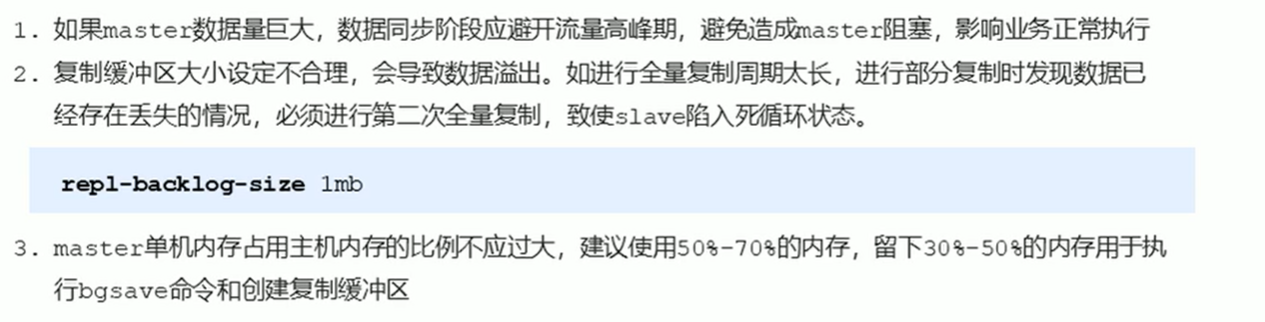 1. 如果master数据量巨大，数据同步阶段应避开流量高峰期，避免造成master阻塞，影响业务正常执行
2. 复制缓冲区大小设定不合理，会导致数据溢出。如进行全量复制周期太长，进行部分复制时发现数据已
经存在丢失的情况，必须进行第二次全量复制，致使slave陷入死循环状态。
repl-backlog-size 1mb
3. master单机内存占用主机内存的比例不应过大，建议使用50%-70%的内存，留下30%-50%的内存用于执
行bgsave命令和创建复制缓冲区